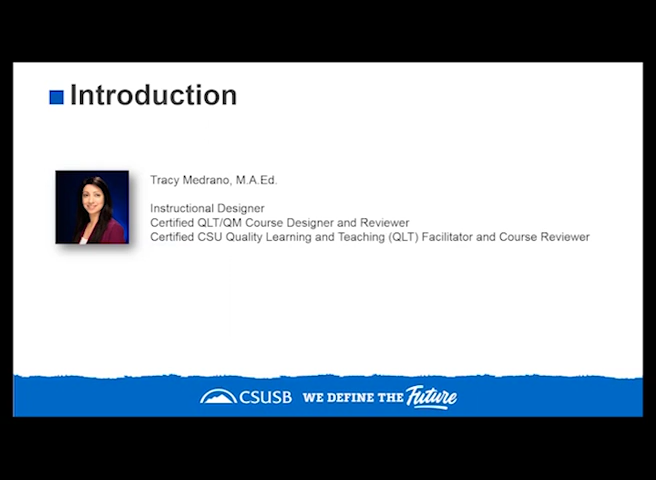 Introduction
Tracy Medrano, M.A.Ed.
Instructional Designer
Certified QLT/QM Course Designer and Reviewer
Certified CSU Quality Learning and Teaching (QLT) Facilitator and Course Reviewer
CSUSB WE DEFINE THE Future